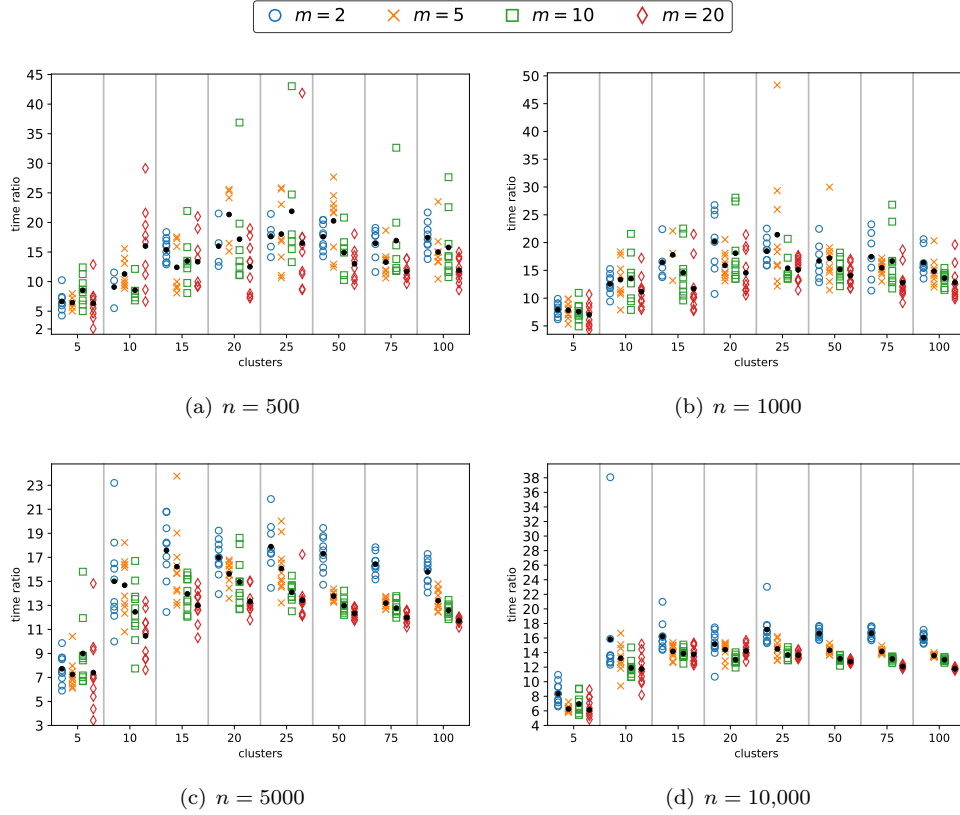 m = 2
m = 5
m = 10
m = 20
time ratio
45
40
35
30
25
20
15
10
5
2
5 10 15 20 25 50 75 100
clusters
(a) n = 500
time ratio
50
45
40
35
30
25
20
15
10
5
5 10 15 20 25 50 75 100
clusters
(b) n = 1000
time ratio
23
21
19
17
15
13
11
9
7
5
3
5 10 15 20 25 50 75 100
clusters
(c) n = 5000
time ratio
38
36
34
32
30
28
26
24
22
20
18
16
14
12
10
8
6
4
5 10 15 20 25 50 75 100
clusters
(d) n = 10,000